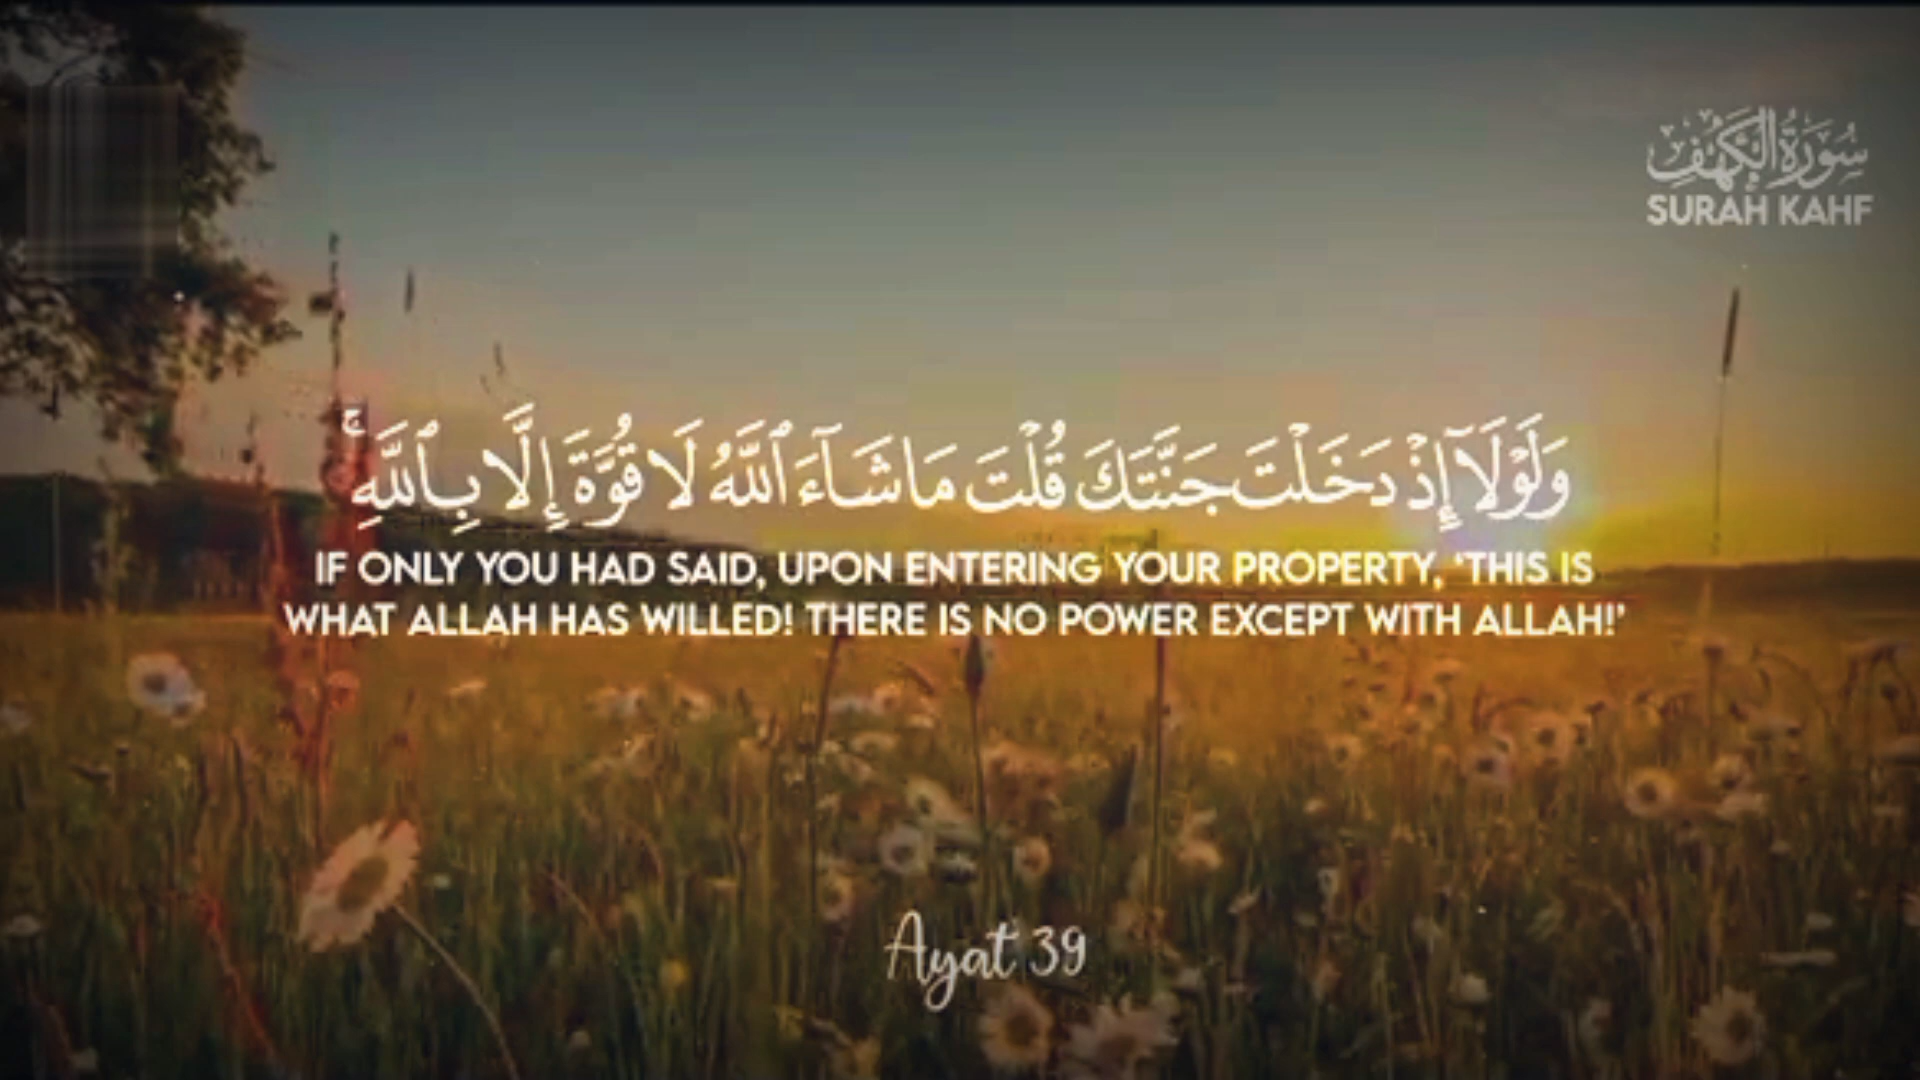 سُورَةُ الكَهْفِ
SURAH KAHF
وَلَوْلَآ إِذْ دَخَلْتَ جَنَّتَكَ قُلْتَ مَا شَآءَ ٱللَّهُ لَا قُوَّةَ إِلَّا بِٱللَّهِ ۚ
IF ONLY YOU HAD SAID, UPON ENTERING YOUR PROPERTY, ‘THIS IS
WHAT ALLAH HAS WILLED! THERE IS NO POWER EXCEPT WITH ALLAH!’
Ayat 39